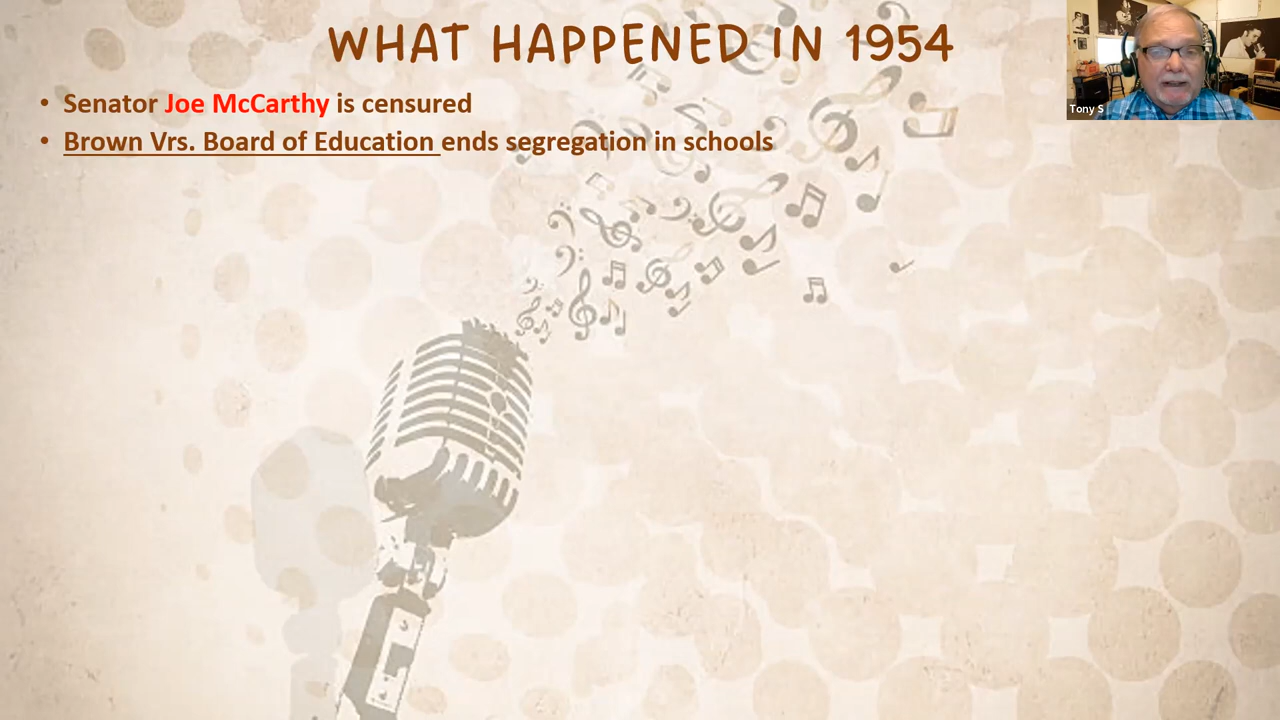 WHAT HAPPENED IN 1954
• Senator Joe McCarthy is censured
• Brown Vrs. Board of Education ends segregation in schools
Tony S